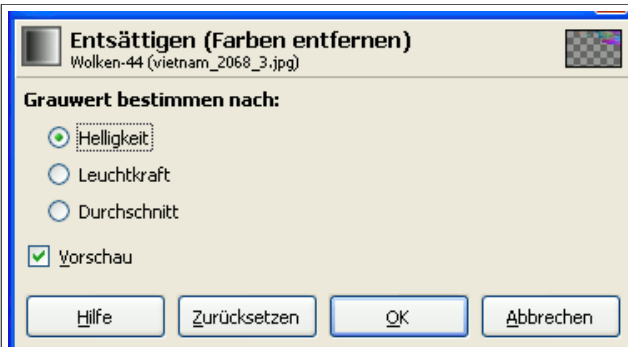 Entsättigen (Farben entfernen)
Wolken-44 (vietnam_2068_3.jpg)
Grauwert bestimmen nach:
Helligkeit
Leuchtkraft
Durchschnitt
Vorschau
Hilfe Zurücksetzen OK Abbrechen